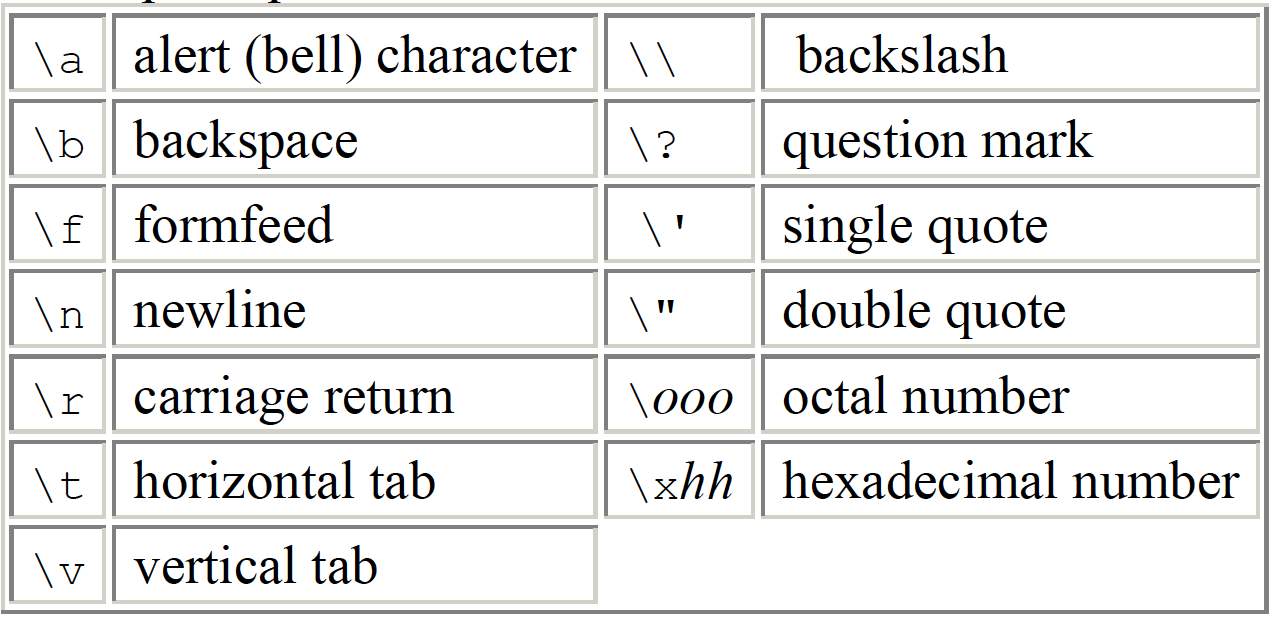 \a alert (bell) character \\ backslash
\b backspace \? question mark
\f formfeed \' single quote
\n newline \" double quote
\r carriage return \ooo octal number
\t horizontal tab \xhh hexadecimal number
\v vertical tab